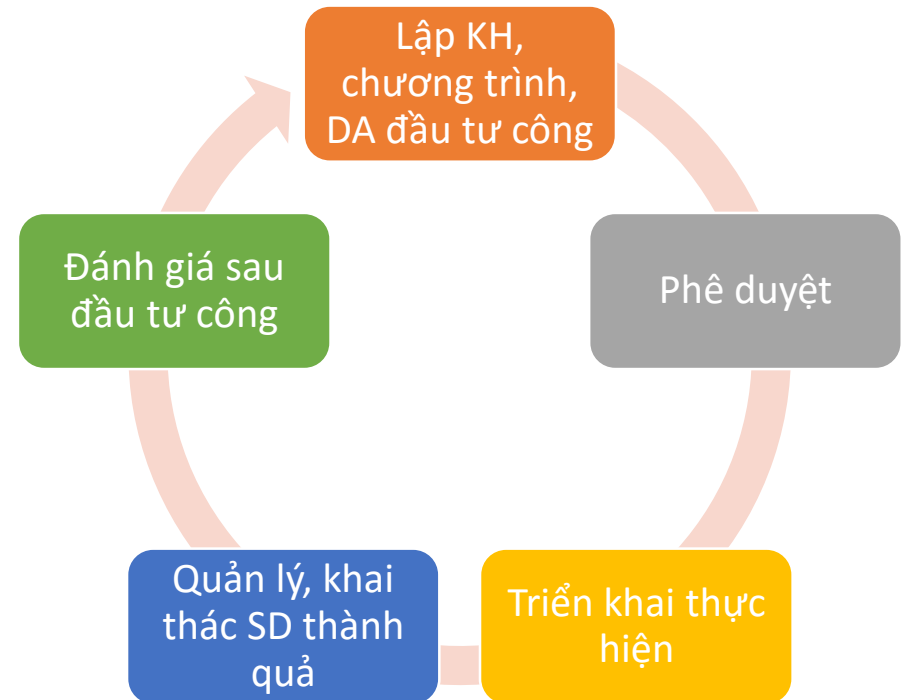 Lập KH,
chương trình,
DA đầu tư công
Phê duyệt
Triển khai thực
hiện
Quản lý, khai
thác SD thành
quả
Đánh giá sau
đầu tư công